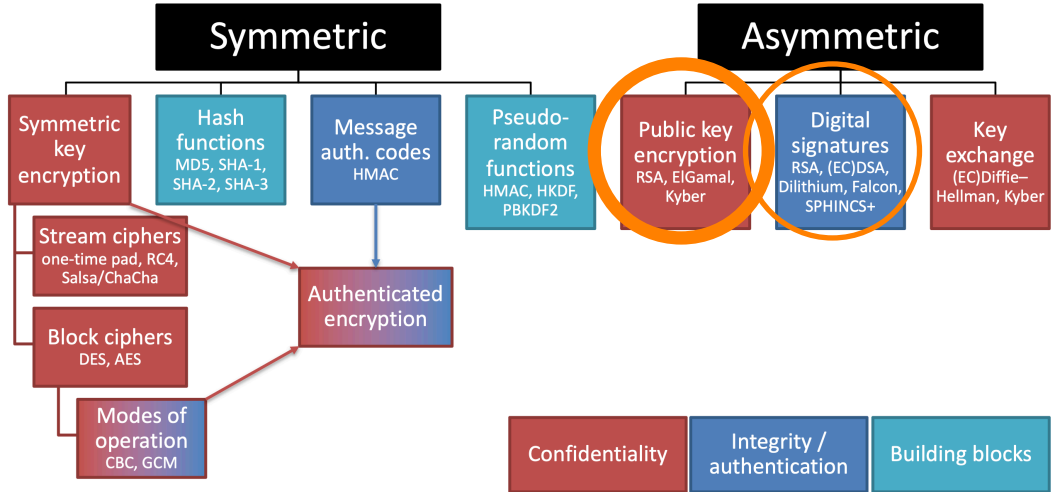 Symmetric
Asymmetric
Symmetric
key
encryption
Hash
functions
MD5, SHA-1,
SHA-2, SHA-3
Message
auth. codes
HMAC
Pseudo-
random
functions
HMAC, HKDF,
PBKDF2
Public key
encryption
RSA, ElGamal,
Kyber
Digital
signatures
RSA, (EC)DSA,
Dilithium, Falcon,
SPHINCS+
Key
exchange
(EC)Diffie–
Hellman, Kyber
Stream ciphers
one-time pad, RC4,
Salsa/ChaCha
Authenticated
encryption
Block ciphers
DES, AES
Modes of
operation
CBC, GCM
Confidentiality
Integrity /
authentication
Building blocks